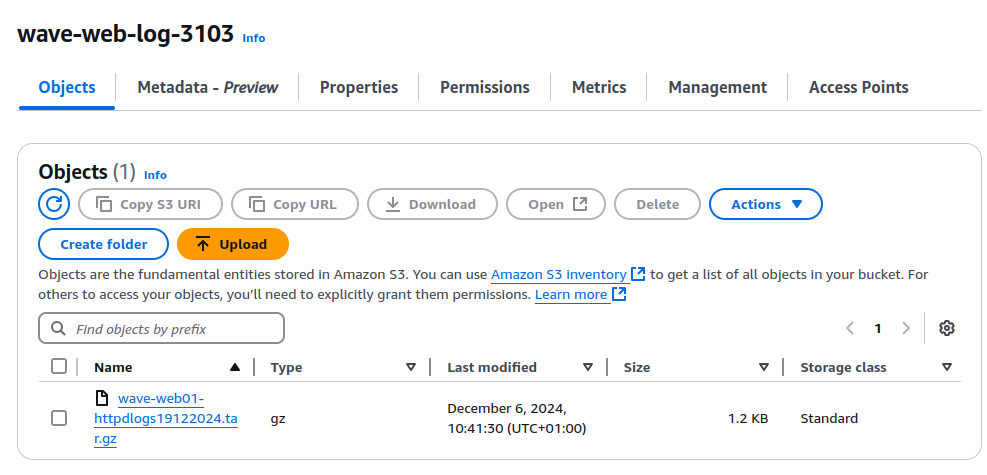 wave-web-log-3103 Info
Objects Metadata - Preview Properties Permissions Metrics Management Access Points
Objects (1) Info
Copy S3 URI Copy URL Download Open Delete Actions
Create folder Upload
Objects are the fundamental entities stored in Amazon S3. You can use Amazon S3 inventory to get a list of all objects in your bucket. For
others to access your objects, you'll need to explicitly grant them permissions. Learn more
Find objects by prefix 1
Name Type Last modified Size Storage class
wave-web01-
httpdlogs19122024.ta
r.gz
gz
December 6, 2024,
10:41:30 (UTC+01:00)
1.2 KB
Standard